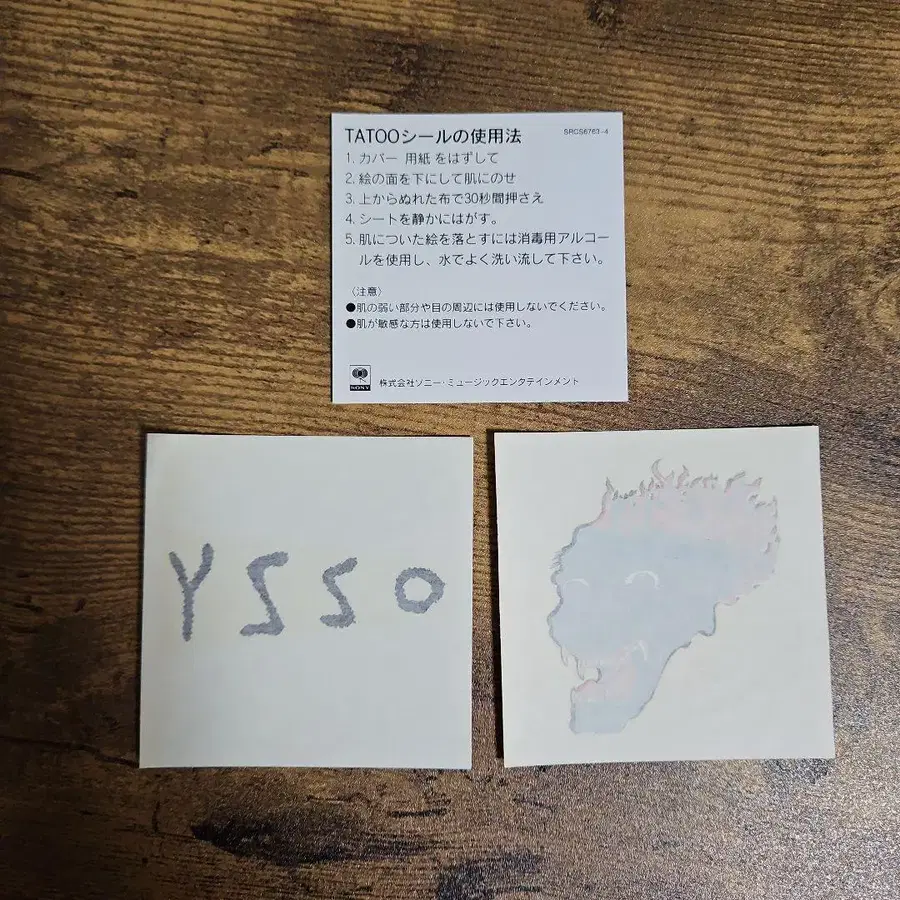 TATOOシールの使用法
SRCS6763-4
1. カバー 用紙 をはずして
2. 絵の面を下にして肌にのせ
3. 上からぬれた布で30秒間押さえ
4. シートを静かにはがす。
5. 肌についた絵を落とすには消毒用アルコー
ルを使用し、水でよく洗い流して下さい。
〈注意〉
●肌の弱い部分や目の周辺には使用しないでください。
●肌が敏感な方は使用しないで下さい。
SONY
株式会社ソニー・ミュージックエンタテインメント
OZZY